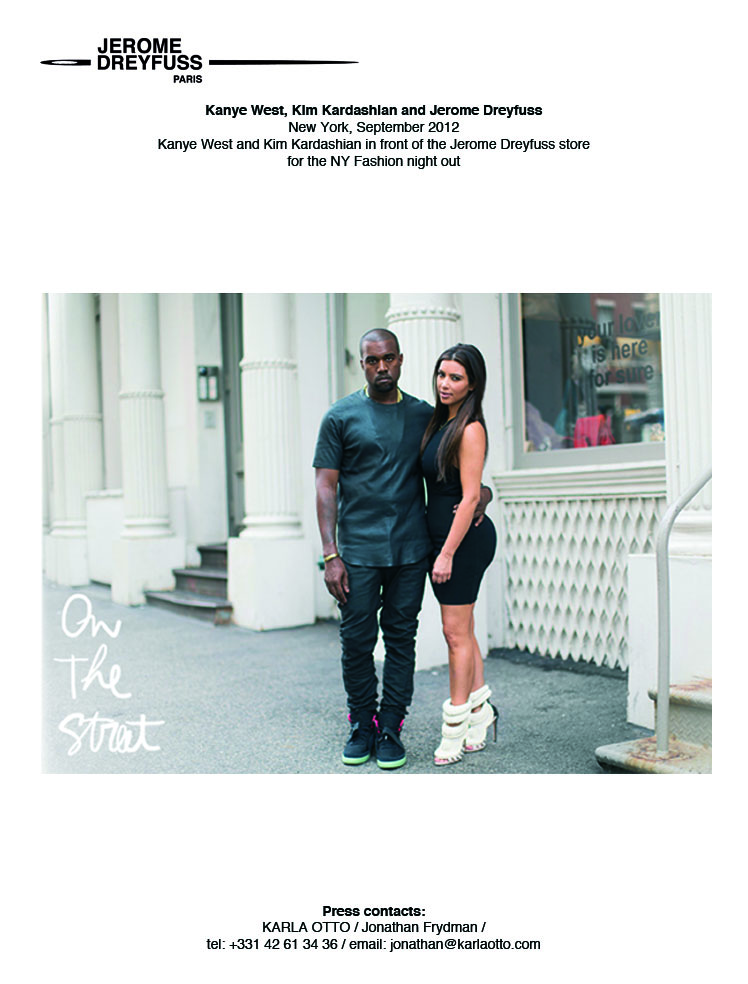 JEROME
DREYFUSS
PARIS
Kanye West, Kim Kardashian and Jerome Dreyfuss
New York, September 2012
Kanye West and Kim Kardashian in front of the Jerome Dreyfuss store
for the NY Fashion night out
your love
is here
for sure
On
The
Street
Press contacts:
KARLA OTTO / Jonathan Frydman /
tel: +331 42 61 34 36 / email: jonathan@karlaotto.com